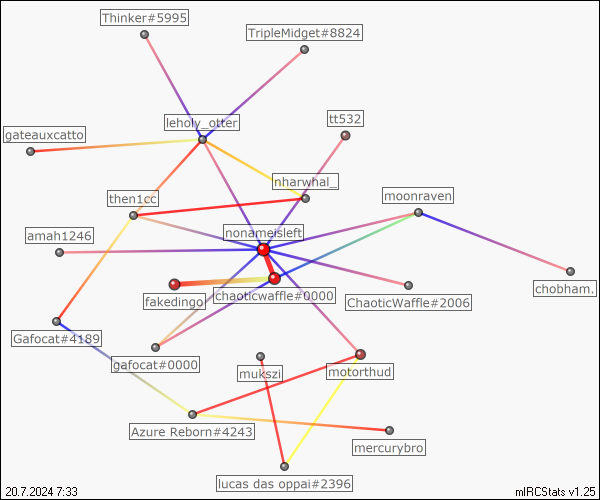 Thinker#5995
TripleMidget#8824
leholy_otter
tt532
gateauxcatto
nharwhal_
then1cc
moonraven
amah1246
nonameisleft
chobham.
fakedingo
chaoticwaffle#0000
ChaoticWaffle#2006
Gafocat#4189
gafocat#0000
mukszi
motorthud
Azure Reborn#4243
mercurybro
lucas das oppai#2396
20.7.2024 7:33
mIRCStats v1.25